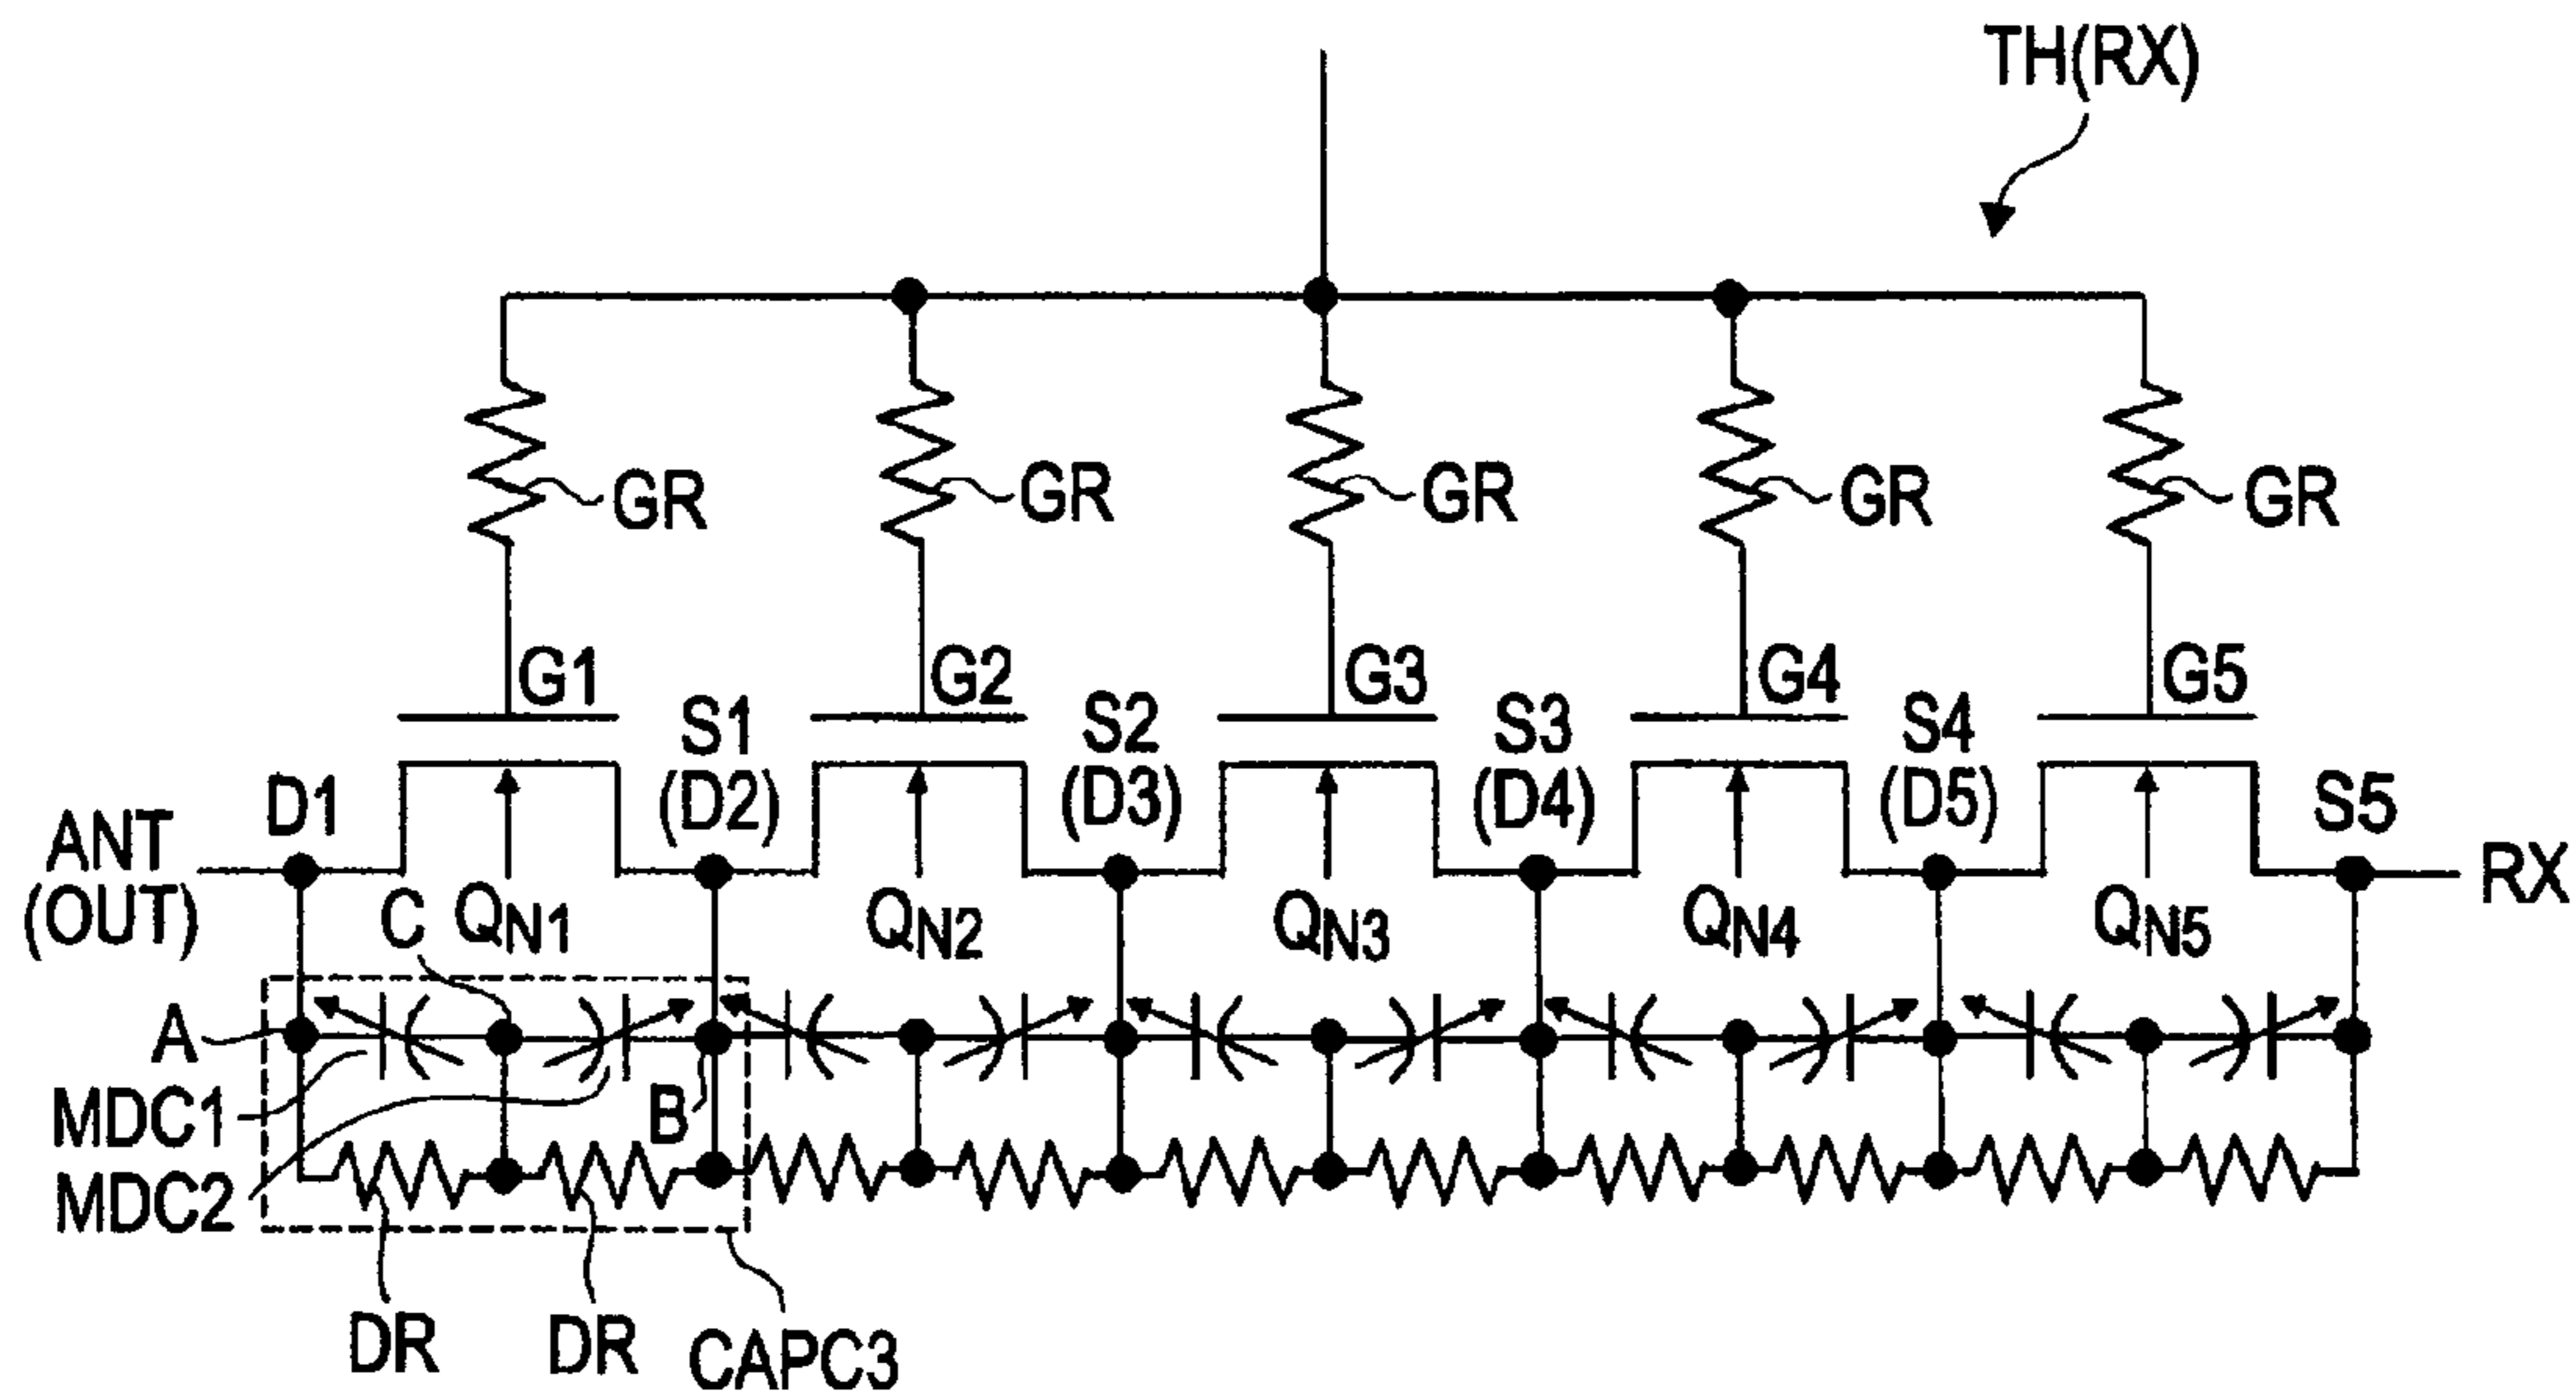 TH(RX)
GR
GR
GR
GR
GR
G1
G2
G3
G4
G5
D1
S1
(D2)
S2
(D3)
S3
(D4)
S4
(D5)
S5
ANT
(OUT)
RX
C
QN1
QN2
QN3
QN4
QN5
A
B
MDC1
MDC2
DR
DR
CAPC3